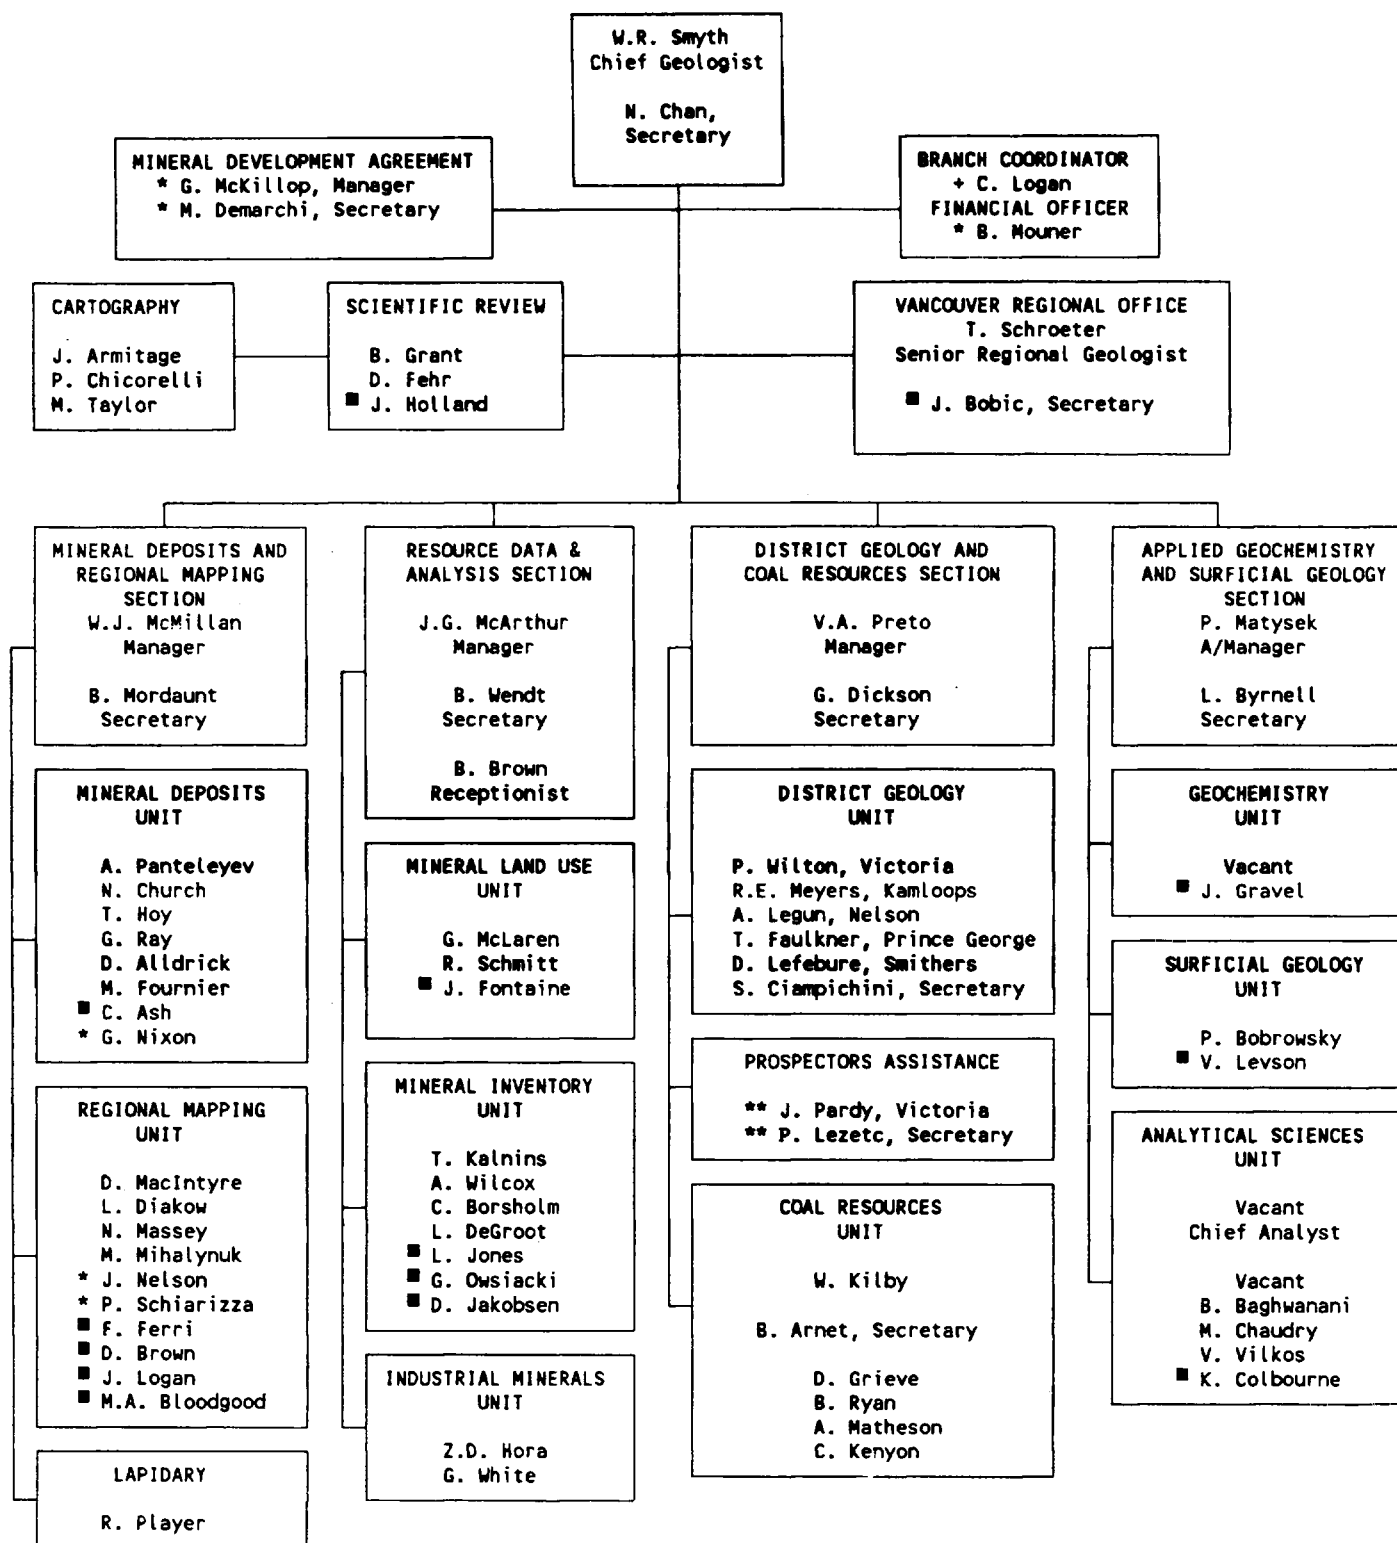 W.R. Smyth
Chief Geologist
N. Chan,
Secretary
MINERAL DEVELOPMENT AGREEMENT
* G. McKillop, Manager
* M. Demarchi, Secretary
BRANCH COORDINATOR
+ C. Logan
FINANCIAL OFFICER
* B. Mouner
CARTOGRAPHY
J. Armitage
P. Chicorelli
M. Taylor
SCIENTIFIC REVIEW
B. Grant
D. Fehr
■ J. Holland
VANCOUVER REGIONAL OFFICE
T. Schroeter
Senior Regional Geologist
■ J. Bobic, Secretary
MINERAL DEPOSITS AND
REGIONAL MAPPING
SECTION
W.J. McMillan
Manager
B. Mordaunt
Secretary
MINERAL DEPOSITS
UNIT
A. Panteleyev
N. Church
T. Hoy
G. Ray
D. Alldrick
M. Fournier
■ C. Ash
* G. Nixon
REGIONAL MAPPING
UNIT
D. MacIntyre
L. Diakow
N. Massey
M. Mihalynuk
* J. Nelson
* P. Schiarizza
■ F. Ferri
■ D. Brown
■ J. Logan
■ M.A. Bloodgood
LAPIDARY
R. Player
RESOURCE DATA &
ANALYSIS SECTION
J.G. McArthur
Manager
B. Wendt
Secretary
B. Brown
Receptionist
MINERAL LAND USE
UNIT
G. McLaren
R. Schmitt
■ J. Fontaine
MINERAL INVENTORY
UNIT
T. Kalnins
A. Wilcox
C. Borsholm
L. DeGroot
■ L. Jones
■ G. Owsiacki
■ D. Jakobsen
INDUSTRIAL MINERALS
UNIT
Z.D. Hora
G. White
DISTRICT GEOLOGY AND
COAL RESOURCES SECTION
V.A. Preto
Manager
G. Dickson
Secretary
DISTRICT GEOLOGY
UNIT
P. Wilton, Victoria
R.E. Meyers, Kamloops
A. Legun, Nelson
T. Faulkner, Prince George
D. Lefebure, Smithers
S. Ciampichini, Secretary
PROSPECTORS ASSISTANCE
** J. Pardy, Victoria
** P. Lezetc, Secretary
COAL RESOURCES
UNIT
W. Kilby
B. Arnet, Secretary
D. Grieve
B. Ryan
A. Matheson
C. Kenyon
APPLIED GEOCHEMISTRY
AND SURFICIAL GEOLOGY
SECTION
P. Matysek
A/Manager
L. Byrnell
Secretary
GEOCHEMISTRY
UNIT
Vacant
■ J. Gravel
SURFICIAL GEOLOGY
UNIT
P. Bobrowsky
■ V. Levson
ANALYTICAL SCIENCES
UNIT
Vacant
Chief Analyst
Vacant
B. Baghwanani
M. Chaudry
V. Vilkos
■ K. Colbourne